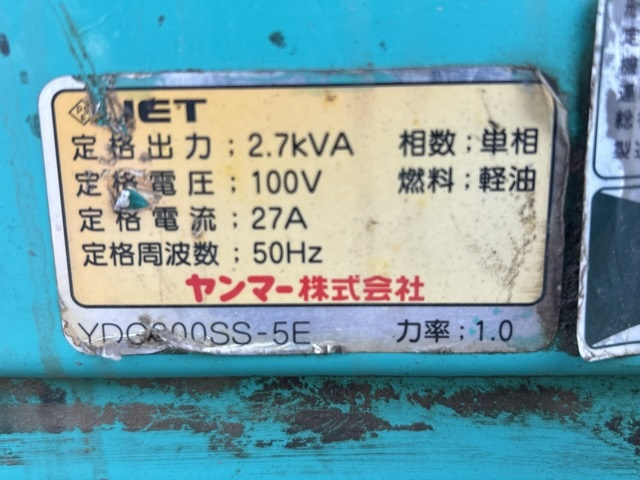 JET
定格出力；2.7kVA 相数；単相
定格電圧；100V 燃料；軽油
定格電流；27A
定格周波数；50Hz
ヤンマー株式会社
力率；1.0